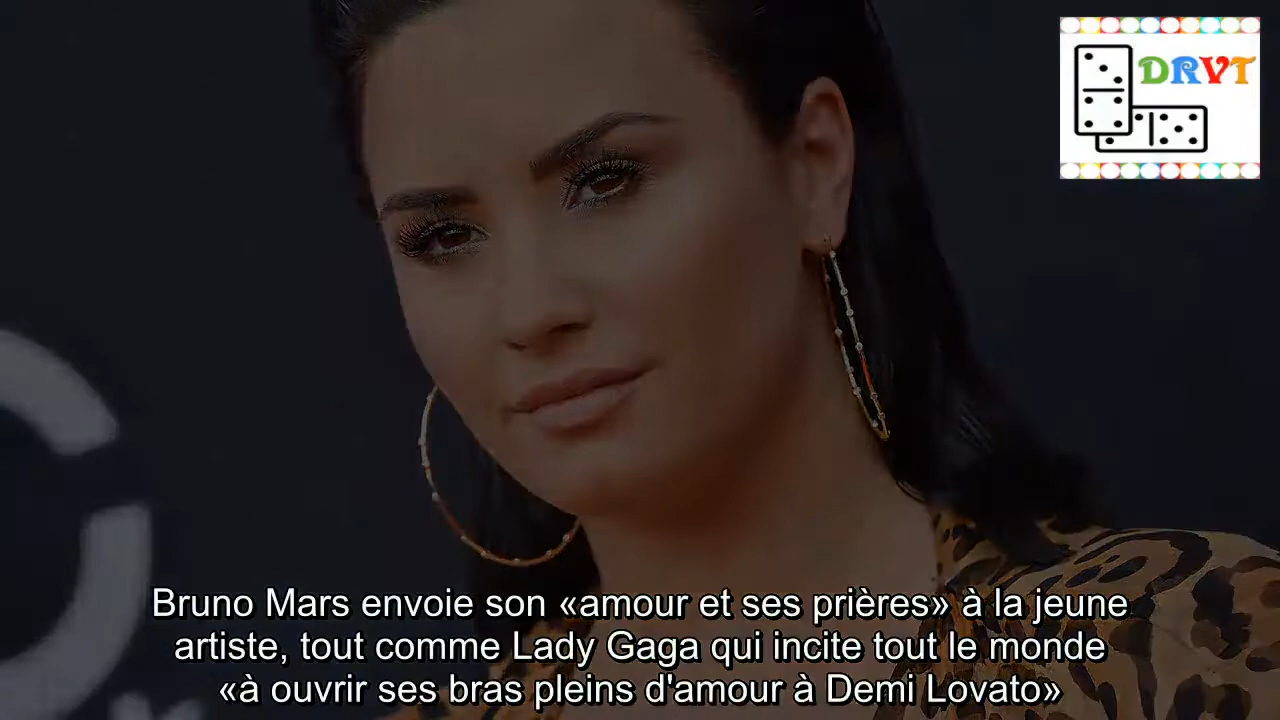 DRVT
Bruno Mars envoie son «amour et ses prières» à la jeune
artiste, tout comme Lady Gaga qui incite tout le monde
«à ouvrir ses bras pleins d'amour à Demi Lovato»